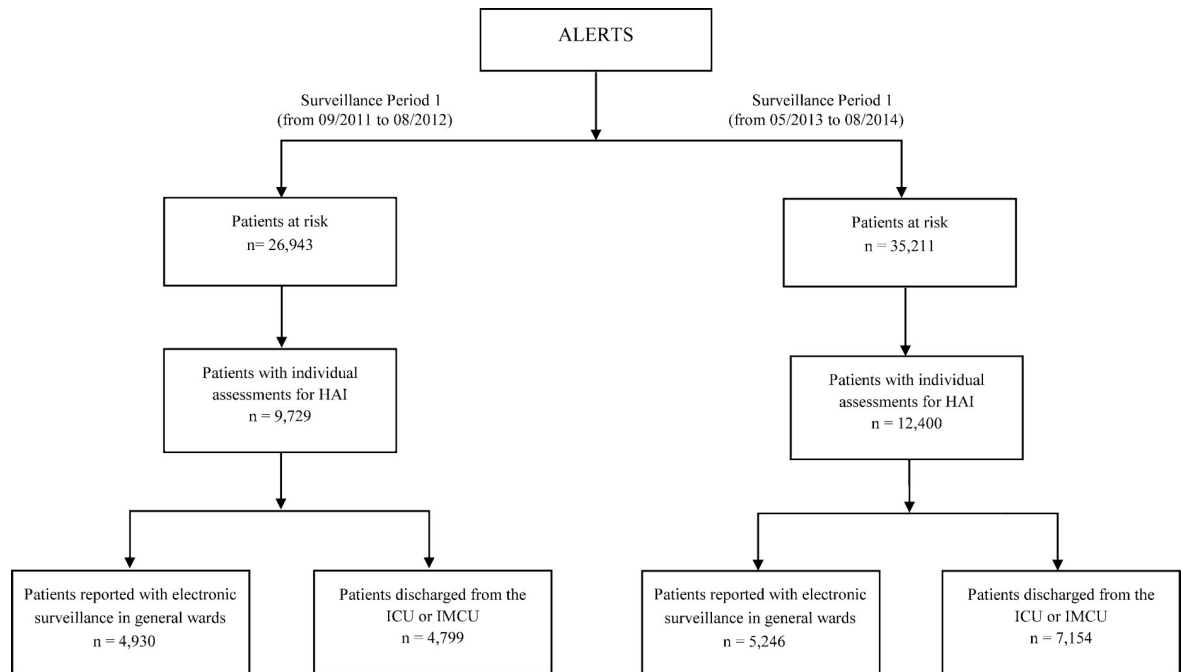 ALERTS
Surveillance Period 1
(from 09/2011 to 08/2012)
Surveillance Period 1
(from 05/2013 to 08/2014)
Patients at risk
n= 26,943
Patients at risk
n = 35,211
Patients with individual
assessments for HAI
n = 9,729
Patients with individual
assessments for HAI
n = 12,400
Patients reported with electronic
surveillance in general wards
n = 4,930
Patients discharged from the
ICU or IMCU
n = 4,799
Patients reported with electronic
surveillance in general wards
n = 5,246
Patients discharged from the
ICU or IMCU
n = 7,154